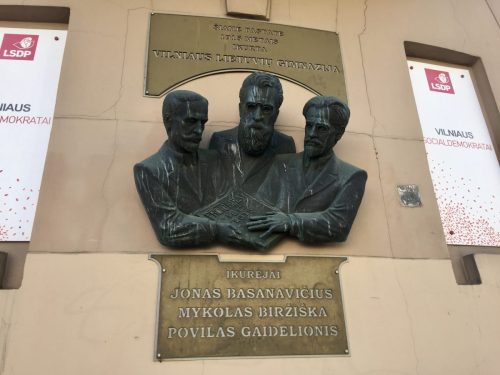 ŠIAME PASTATE
1915 METAIS
ĮKURTA
VILNIAUS LIETUVIŲ GIMNAZIJA
LSDP
VILNIAUS
LSDP
VILNIAUS
SOCIALDEMOKRATAI
ĮKŪRĖJAI
JONAS BASANAVIČIUS
MYKOLAS BIRŽIŠKA
POVILAS GAIDELIONIS